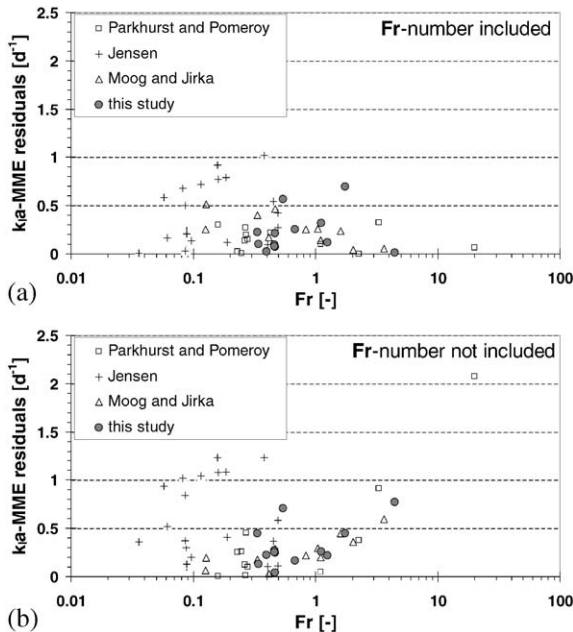 Fr-number included
Parkhurst and Pomeroy
Jensen
Moog and Jirka
this study
kₗa-MME residuals [d⁻¹]
2.5
2
1.5
1
0.5
0
0.01 0.1 1 10 100
Fr [-]
(a)
Fr-number not included
Parkhurst and Pomeroy
Jensen
Moog and Jirka
this study
kₗa-MME residuals [d⁻¹]
2.5
2
1.5
1
0.5
0
0.01 0.1 1 10 100
Fr [-]
(b)